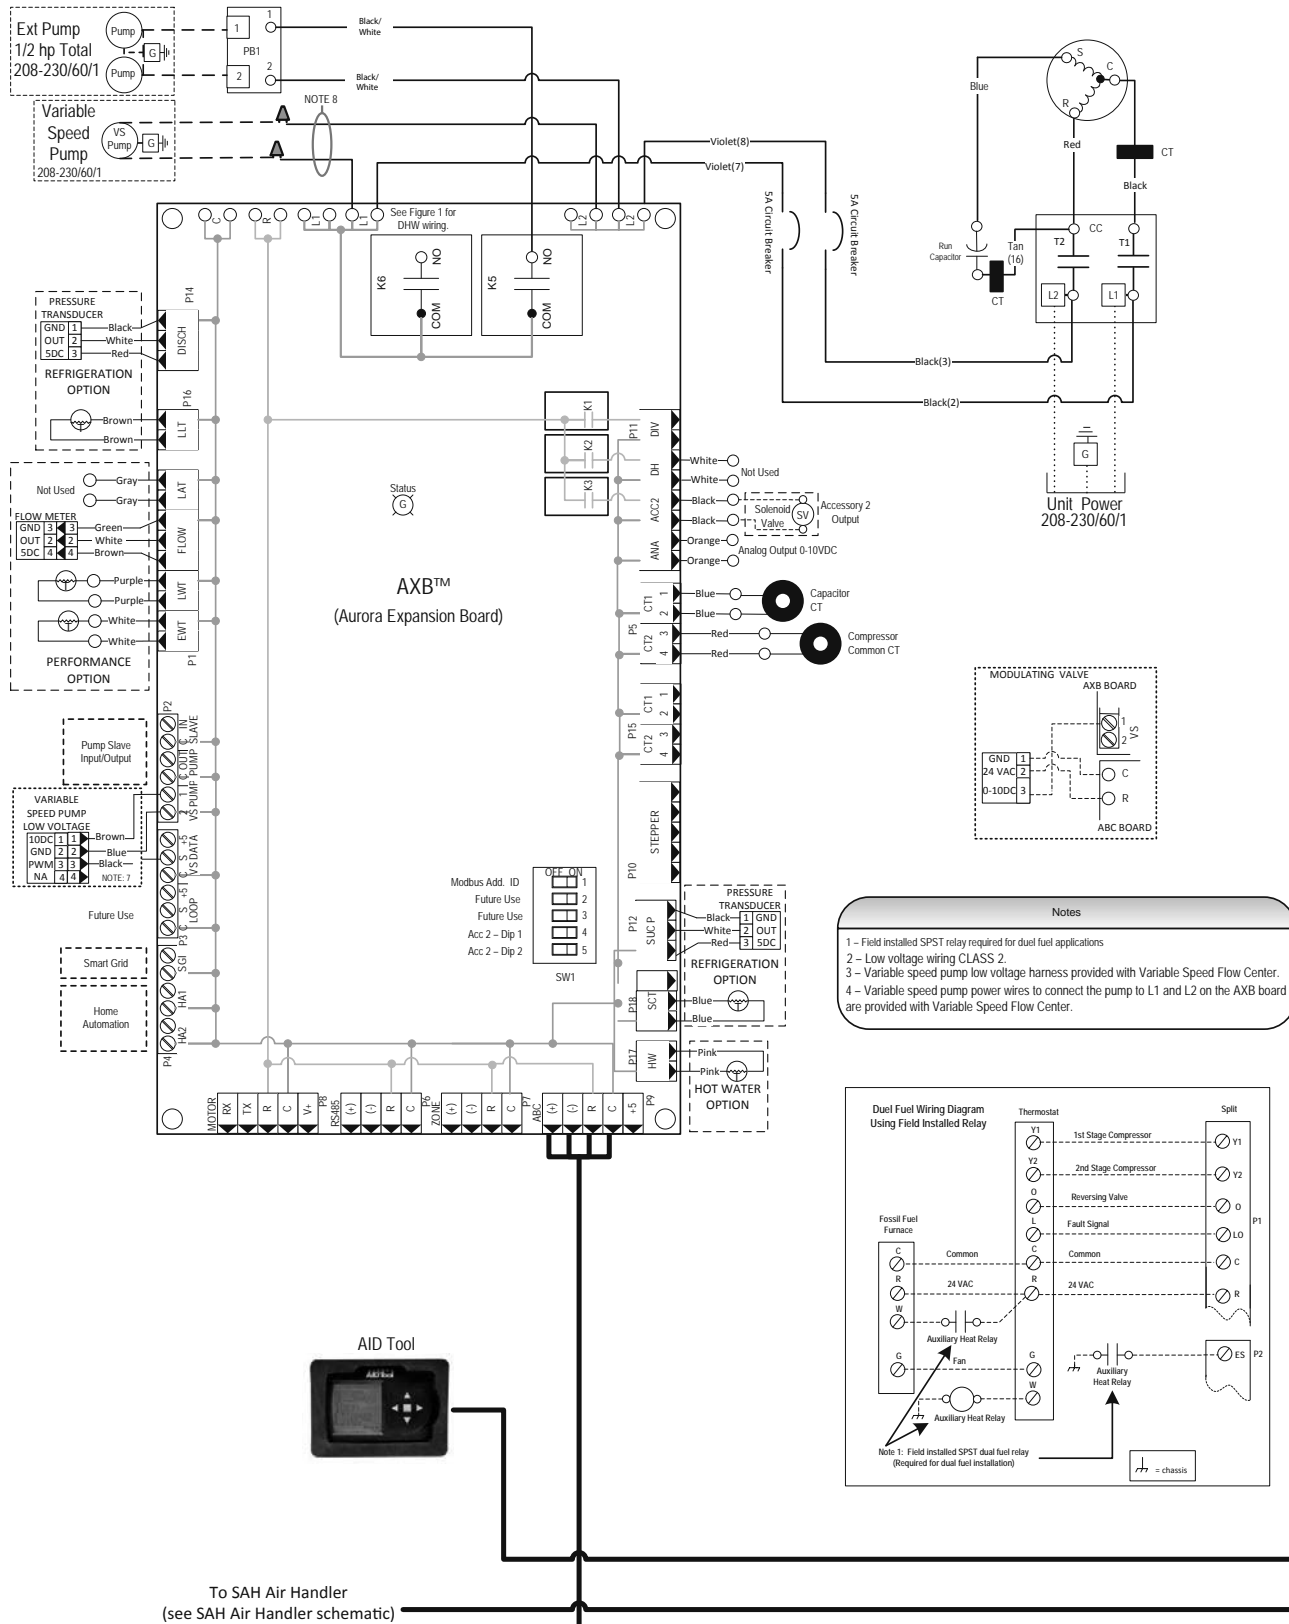 Ext Pump
1/2 hp Total
208-230/60/1
Pump
G
Pump
1
2
1
PB1
2
Black/
White
Black/
White
Variable
Speed
Pump
208-230/60/1
VS
Pump
G
NOTE 8
Violet(8)
Violet(7)
5A Circuit Breaker
5A Circuit Breaker
S
C
R
Blue
Red
CT
Black
Run
Capacitor
Tan
(16)
CT
CC
T2
T1
L2
L1
Black(3)
Black(2)
G
Unit Power
208-230/60/1
C
R
L1
L1
See Figure 1 for
DHW wiring.
L2
L2
K6
NO
COM
K5
NO
COM
PRESSURE
TRANSDUCER
GND 1 Black
OUT 2 White
5DC 3 Red
REFRIGERATION
OPTION
Brown
Brown
P14
DISCH
P16
LLT
Not Used
Gray
Gray
FLOW METER
GND 3 3 Green
OUT 2 2 White
5DC 4 4 Brown
Purple
Purple
White
White
PERFORMANCE
OPTION
LAT
FLOW
LWT
EWT
P1
Status
G
AXB™
(Aurora Expansion Board)
K1
K2
K3
P11
DIV
DH
ACC2
ANA
White
White
Not Used
Black
Black
Solenoid
Valve
SV
Accessory 2
Output
Orange
Orange
Analog Output 0-10VDC
P5
CT1
1
2
CT2
3
4
Blue
Blue
Capacitor
CT
Red
Red
Compressor
Common CT
P15
CT1
1
2
CT2
3
4
STEPPER
P10
MODULATING VALVE
AXB BOARD
1
2
VS
GND 1
24 VAC 2
0-10DC 3
C
R
ABC BOARD
P2
Pump Slave
Input/Output
C IN
C OUT
PUMP SLAVE
VARIABLE
SPEED PUMP
LOW VOLTAGE
10DC 1 1 Brown
GND 2 2 Blue
PWM 3 3 Black
NA 4 4
NOTE: 7
1
2
VS PUMP
C S +5
VS DATA
Future Use
C S +5
LOOP
P3
Smart Grid
SGI
Home
Automation
HA1
HA2
P4
OFF ON
Modbus Add. ID 1
Future Use 2
Future Use 3
Acc 2 – Dip 1 4
Acc 2 – Dip 2 5
SW1
P12
SUC P
PRESSURE
TRANSDUCER
Black 1 GND
White 2 OUT
Red 3 5DC
REFRIGERATION
OPTION
P18
SCT
Blue
Blue
P17
HW
Pink
Pink
HOT WATER
OPTION
MOTOR
RX
TX
R
C
V+
P8
RS485
(+)
(-)
R
C
P6
ZONE
(+)
(-)
R
C
P7
ABC
(+)
(-)
R
C
+5
P9
Notes
1 – Field installed SPST relay required for duel fuel applications
2 – Low voltage wiring CLASS 2.
3 – Variable speed pump low voltage harness provided with Variable Speed Flow Center.
4 – Variable speed pump power wires to connect the pump to L1 and L2 on the AXB board
are provided with Variable Speed Flow Center.
Duel Fuel Wiring Diagram
Using Field Installed Relay
Thermostat
Split
Y1 1st Stage Compressor Y1
Y2 2nd Stage Compressor Y2
O Reversing Valve O
L Fault Signal LO
P1
Fossil Fuel
Furnace
C Common C Common C
R 24 VAC R 24 VAC R
W
Auxiliary Heat Relay
G Fan G
W
Auxiliary Heat Relay
ES P2
Auxiliary
Heat Relay
Note 1: Field installed SPST dual fuel relay
(Required for dual fuel installation)
= chassis
AID Tool
To SAH Air Handler
(see SAH Air Handler schematic)